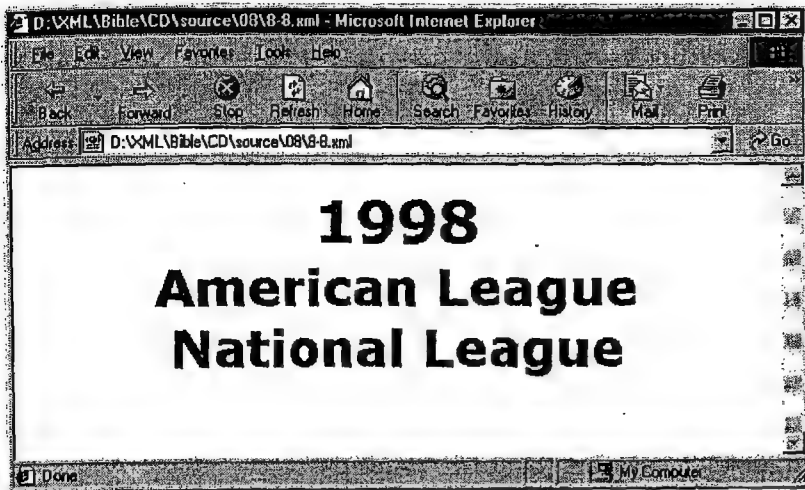 D:\XML\Bible\CD\source\08\8-8.xml - Microsoft Internet Explorer
File Edit View Favorites Tools Help
Back Forward Stop Refresh Home Search Favorites History Mail Print
Address D:\XML\Bible\CD\source\08\8-8.xml Go
1998
American League
National League
Done My Computer